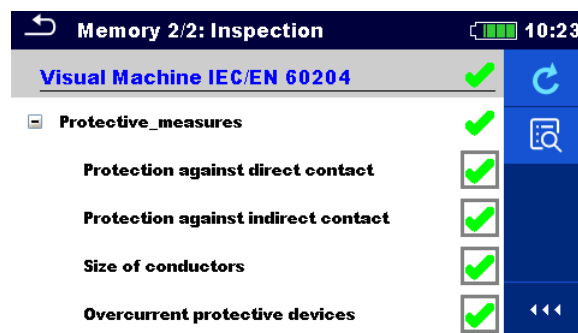 Memory 2/2: Inspection 10:23
Visual Machine IEC/EN 60204
Protective_measures
Protection against direct contact
Protection against indirect contact
Size of conductors
Overcurrent protective devices